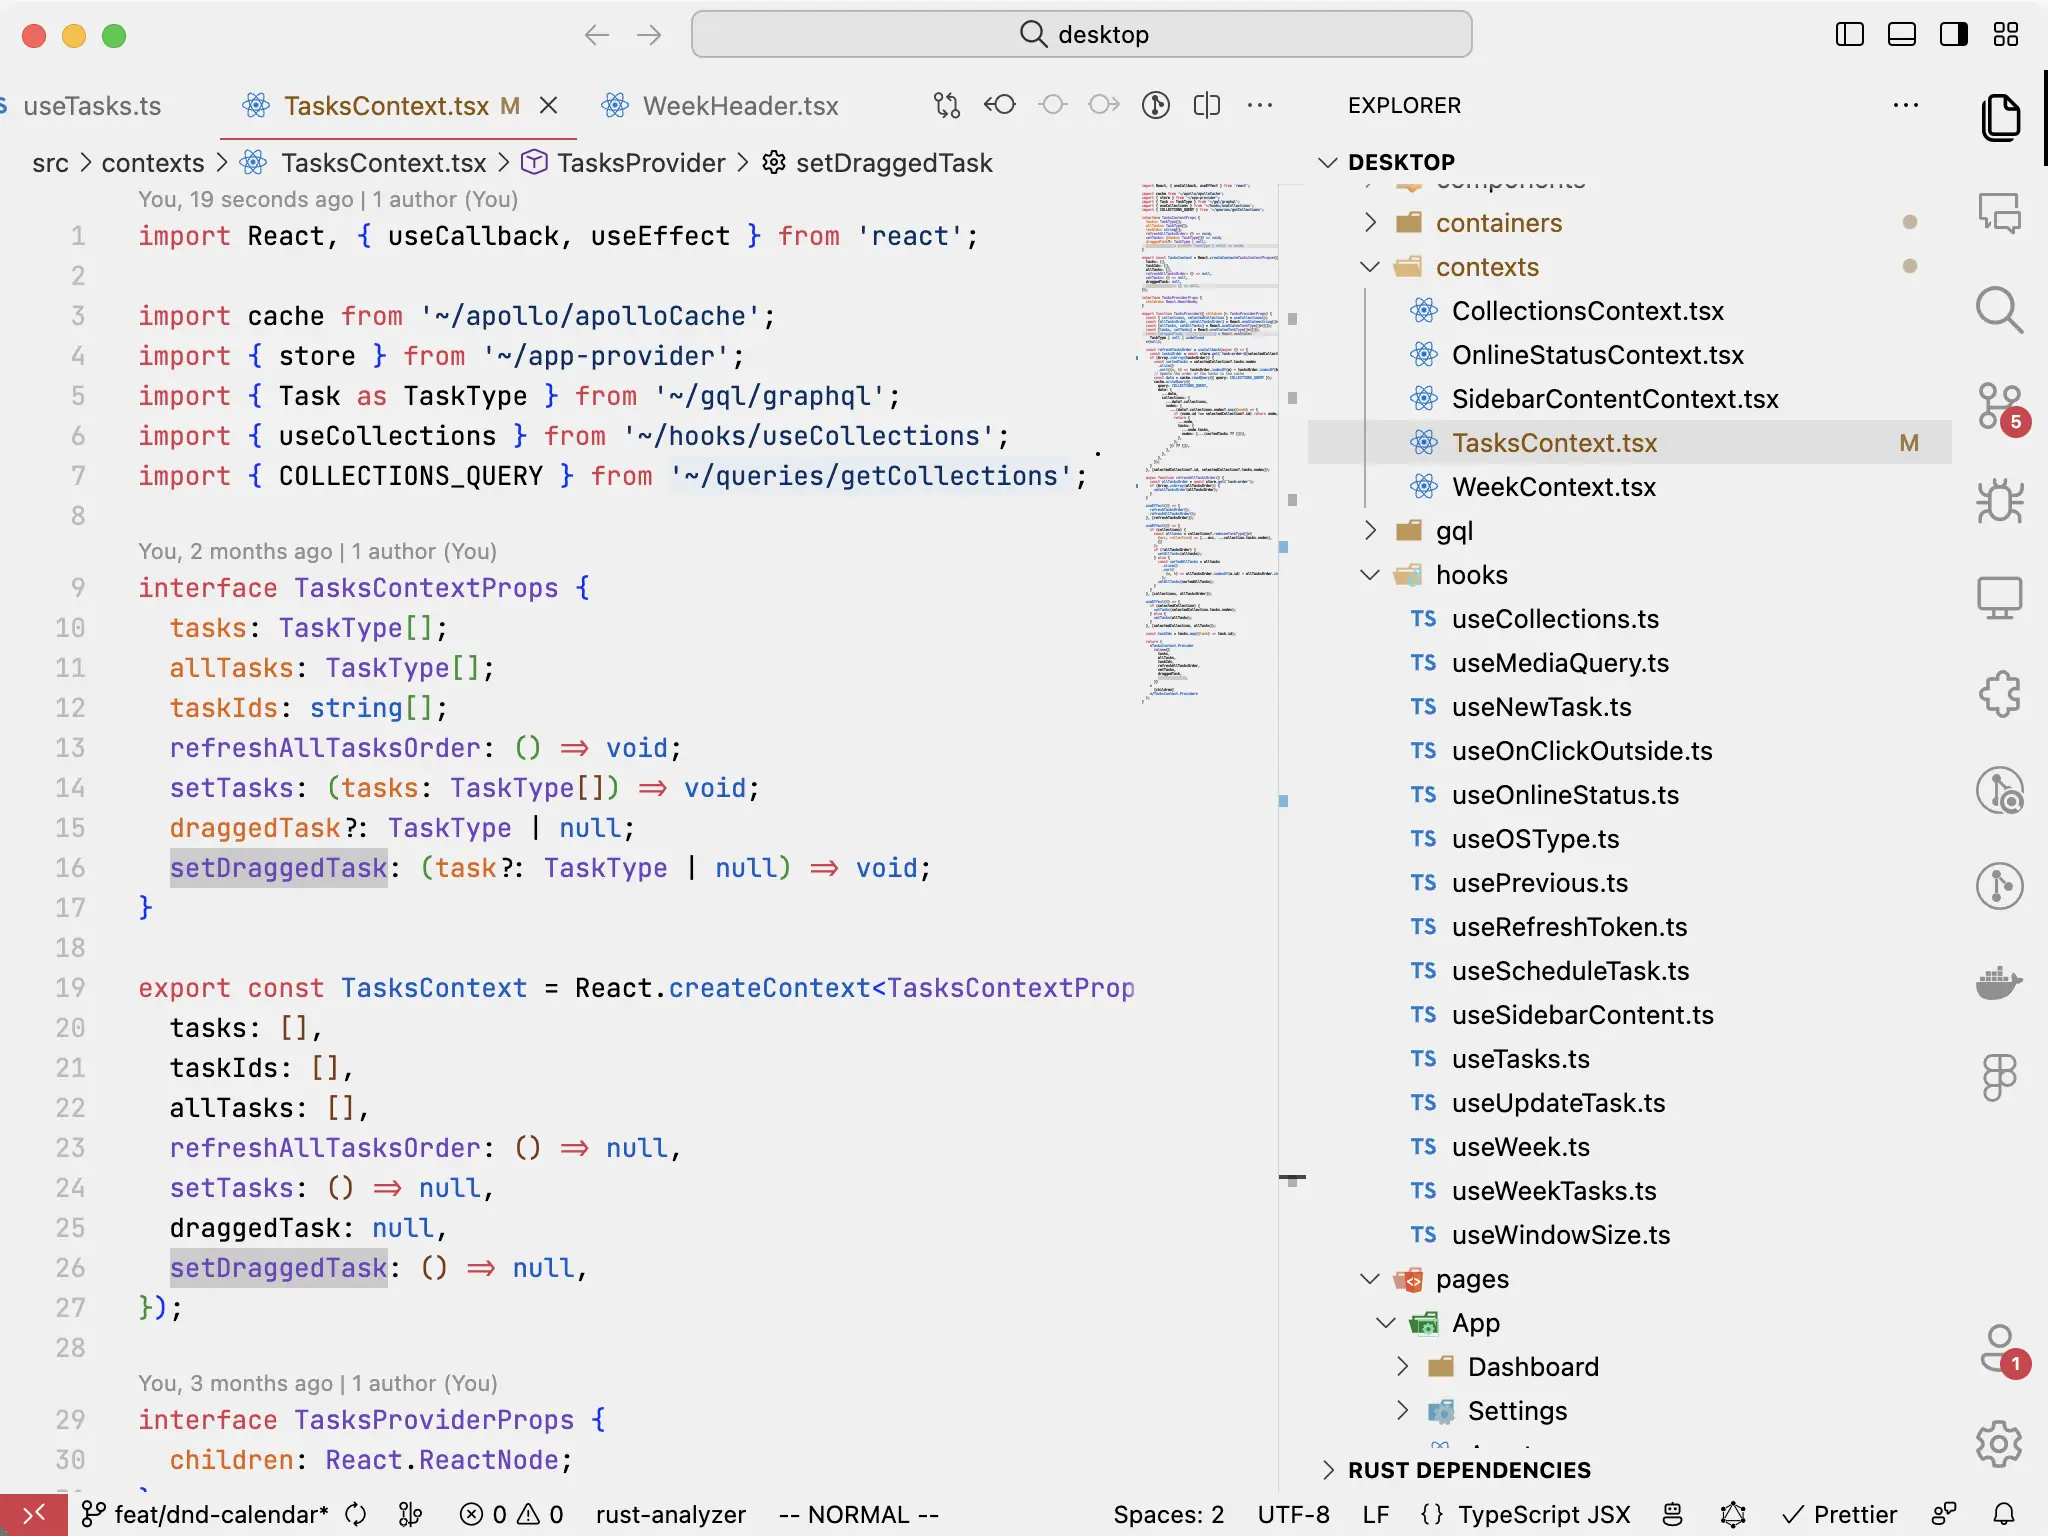 desktop
useTasks.ts
TasksContext.tsx M
WeekHeader.tsx
src > contexts > TasksContext.tsx > TasksProvider > setDraggedTask
You, 19 seconds ago | 1 author (You)
1 import React, { useCallback, useEffect } from 'react';
2
3 import cache from '~/apollo/apolloCache';
4 import { store } from '~/app-provider';
5 import { Task as TaskType } from '~/gql/graphql';
6 import { useCollections } from '~/hooks/useCollections';
7 import { COLLECTIONS_QUERY } from '~/queries/getCollections';
8
You, 2 months ago | 1 author (You)
9 interface TasksContextProps {
10 tasks: TaskType[];
11 allTasks: TaskType[];
12 taskIds: string[];
13 refreshAllTasksOrder: () => void;
14 setTasks: (tasks: TaskType[]) => void;
15 draggedTask?: TaskType | null;
16 setDraggedTask: (task?: TaskType | null) => void;
17 }
18
19 export const TasksContext = React.createContext<TasksContextProp
20 tasks: [],
21 taskIds: [],
22 allTasks: [],
23 refreshAllTasksOrder: () => null,
24 setTasks: () => null,
25 draggedTask: null,
26 setDraggedTask: () => null,
27 });
28
You, 3 months ago | 1 author (You)
29 interface TasksProviderProps {
30 children: React.ReactNode;
EXPLORER
DESKTOP
components
containers
contexts
CollectionsContext.tsx
OnlineStatusContext.tsx
SidebarContentContext.tsx
TasksContext.tsx M
WeekContext.tsx
gql
hooks
TS useCollections.ts
TS useMediaQuery.ts
TS useNewTask.ts
TS useOnClickOutside.ts
TS useOnlineStatus.ts
TS useOSType.ts
TS usePrevious.ts
TS useRefreshToken.ts
TS useScheduleTask.ts
TS useSidebarContent.ts
TS useTasks.ts
TS useUpdateTask.ts
TS useWeek.ts
TS useWeekTasks.ts
TS useWindowSize.ts
pages
App
Dashboard
Settings
RUST DEPENDENCIES
5
1
feat/dnd-calendar* 0 0 rust-analyzer -- NORMAL -- Spaces: 2 UTF-8 LF {} TypeScript JSX Prettier